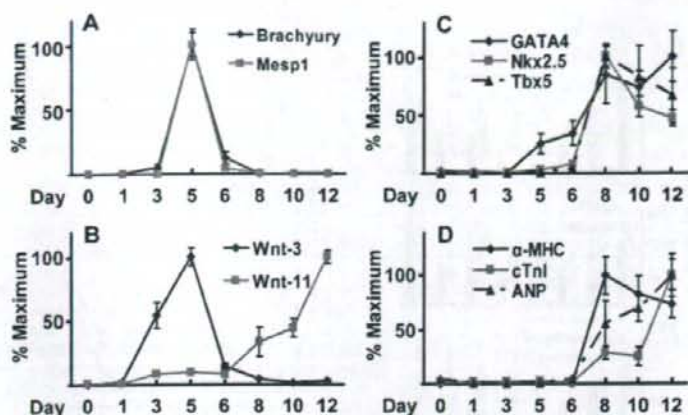 A
Brachyury
Mesp1
% Maximum
100
50
Day 0 1 3 5 6 8 10 12
B
Wnt-3
Wnt-11
% Maximum
100
50
Day 0 1 3 5 6 8 10 12
C
GATA4
Nkx2.5
Tbx5
% Maximum
100
50
Day 0 1 3 5 6 8 10 12
D
α-MHC
cTnI
ANP
% Maximum
100
50
Day 0 1 3 5 6 8 10 12